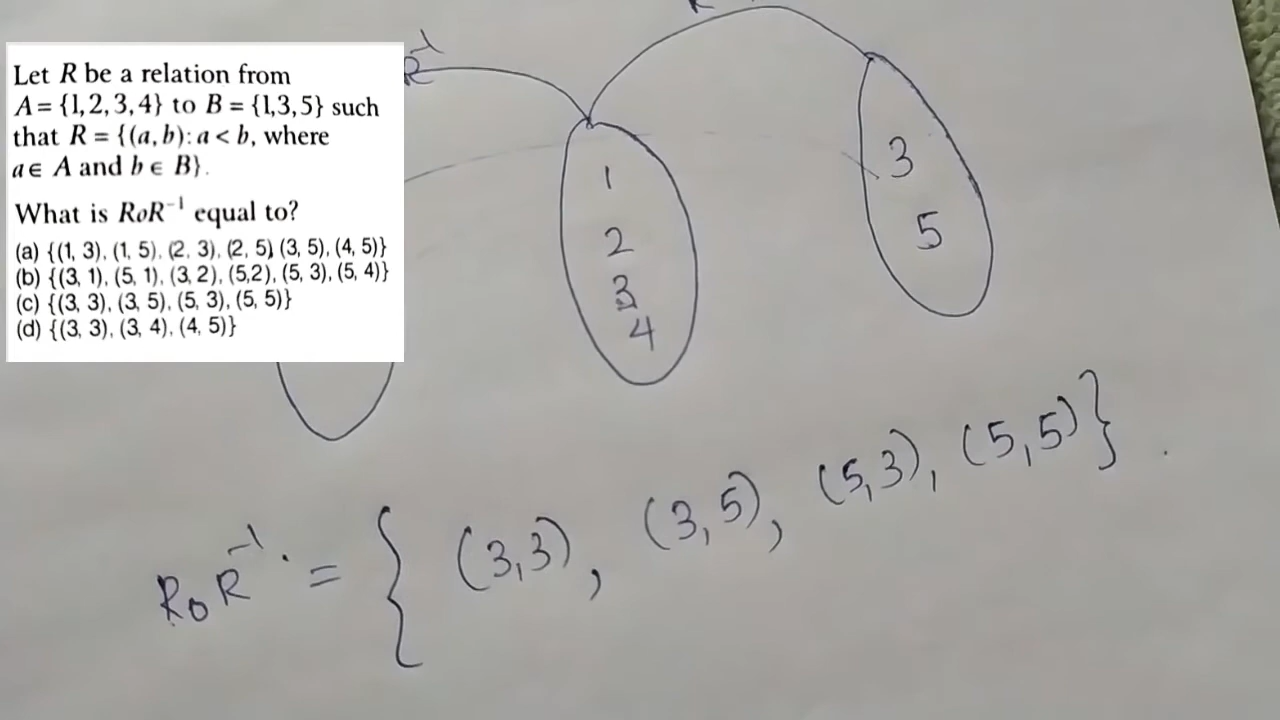 Let R be a relation from
A = {1, 2, 3, 4} to B = {1,3,5} such
that R = {(a, b): a < b, where
a ∈ A and b ∈ B}.
What is RoR⁻¹ equal to?
(a) {(1, 3), (1, 5), (2, 3), (2, 5), (3, 5), (4, 5)}
(b) {(3, 1), (5, 1), (3, 2), (5,2), (5, 3), (5, 4)}
(c) {(3, 3), (3, 5), (5, 3), (5, 5)}
(d) {(3, 3), (3, 4), (4, 5)}
R⁻¹
1
2
3
4
3
5
RoR⁻¹ = { (3,3), (3,5), (5,3), (5,5)}